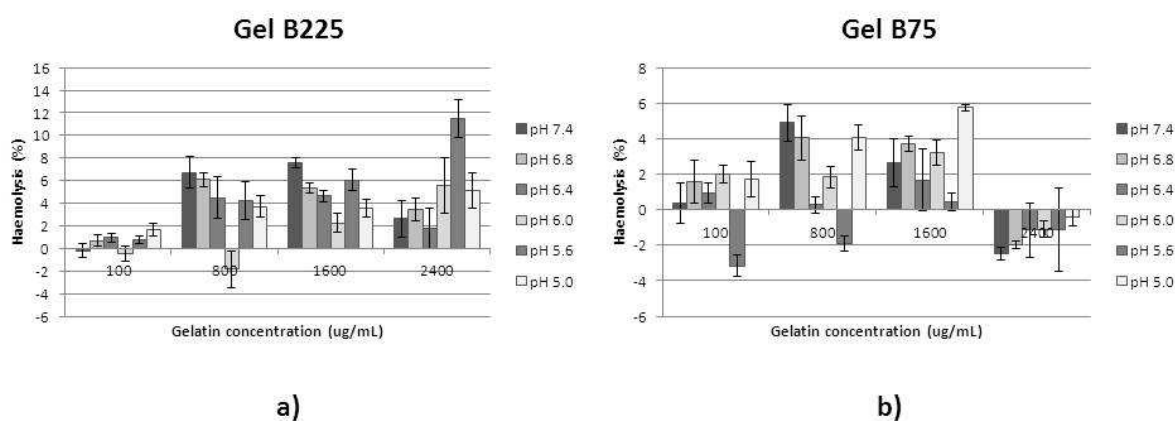 Gel B225
16
14
12
10
8
6
4
2
0
-2
-4
-6
Haemolysis (%)
100
800
1600
2400
Gelatin concentration (ug/mL)
pH 7.4
pH 6.8
pH 6.4
pH 6.0
pH 5.6
pH 5.0
a)
Gel B75
8
6
4
2
0
-2
-4
-6
Haemolysis (%)
100
800
1600
2400
Gelatin concentration (ug/mL)
pH 7.4
pH 6.8
pH 6.4
pH 6.0
pH 5.6
pH 5.0
b)